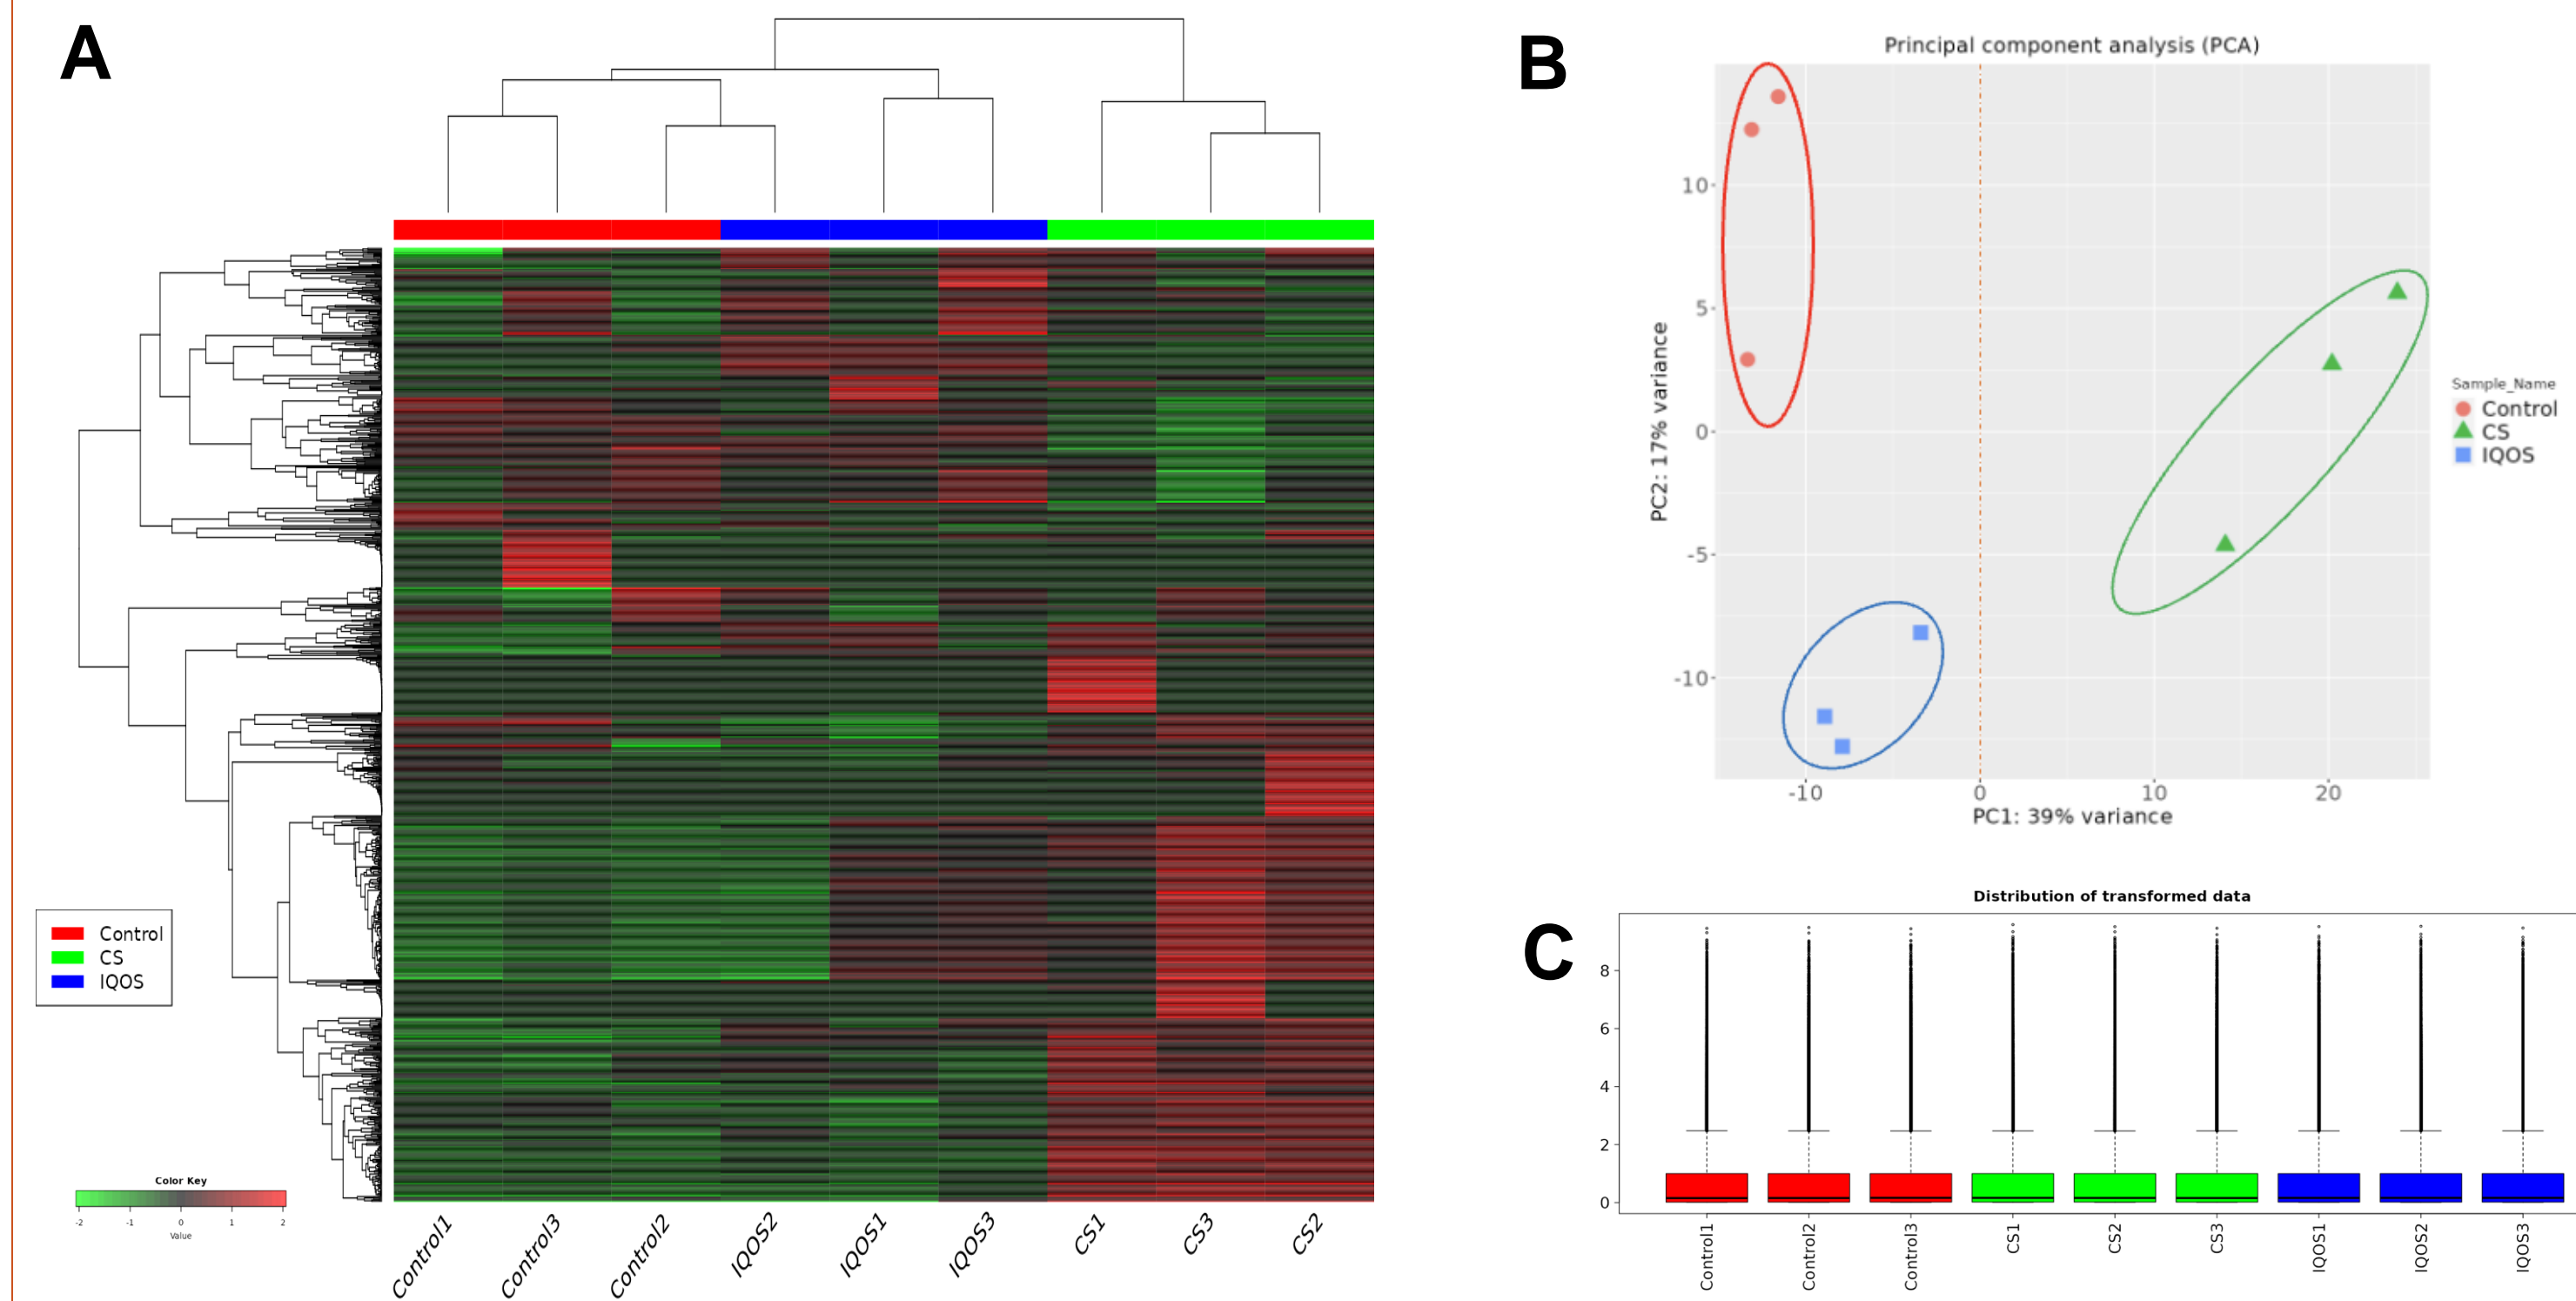 A
Control
CS
IQOS
Color Key
-2 -1 0 1 2
Value
Control1 Control3 Control2 IQOS2 IQOS1 IQOS3 CS1 CS3 CS2
B
Principal component analysis (PCA)
PC2: 17% variance
10
5
0
-5
-10
-10 0 10 20
PC1: 39% variance
Sample_Name
Control
CS
IQOS
C
Distribution of transformed data
8
6
4
2
0
Control1 Control2 Control3 CS1 CS2 CS3 IQOS1 IQOS2 IQOS3